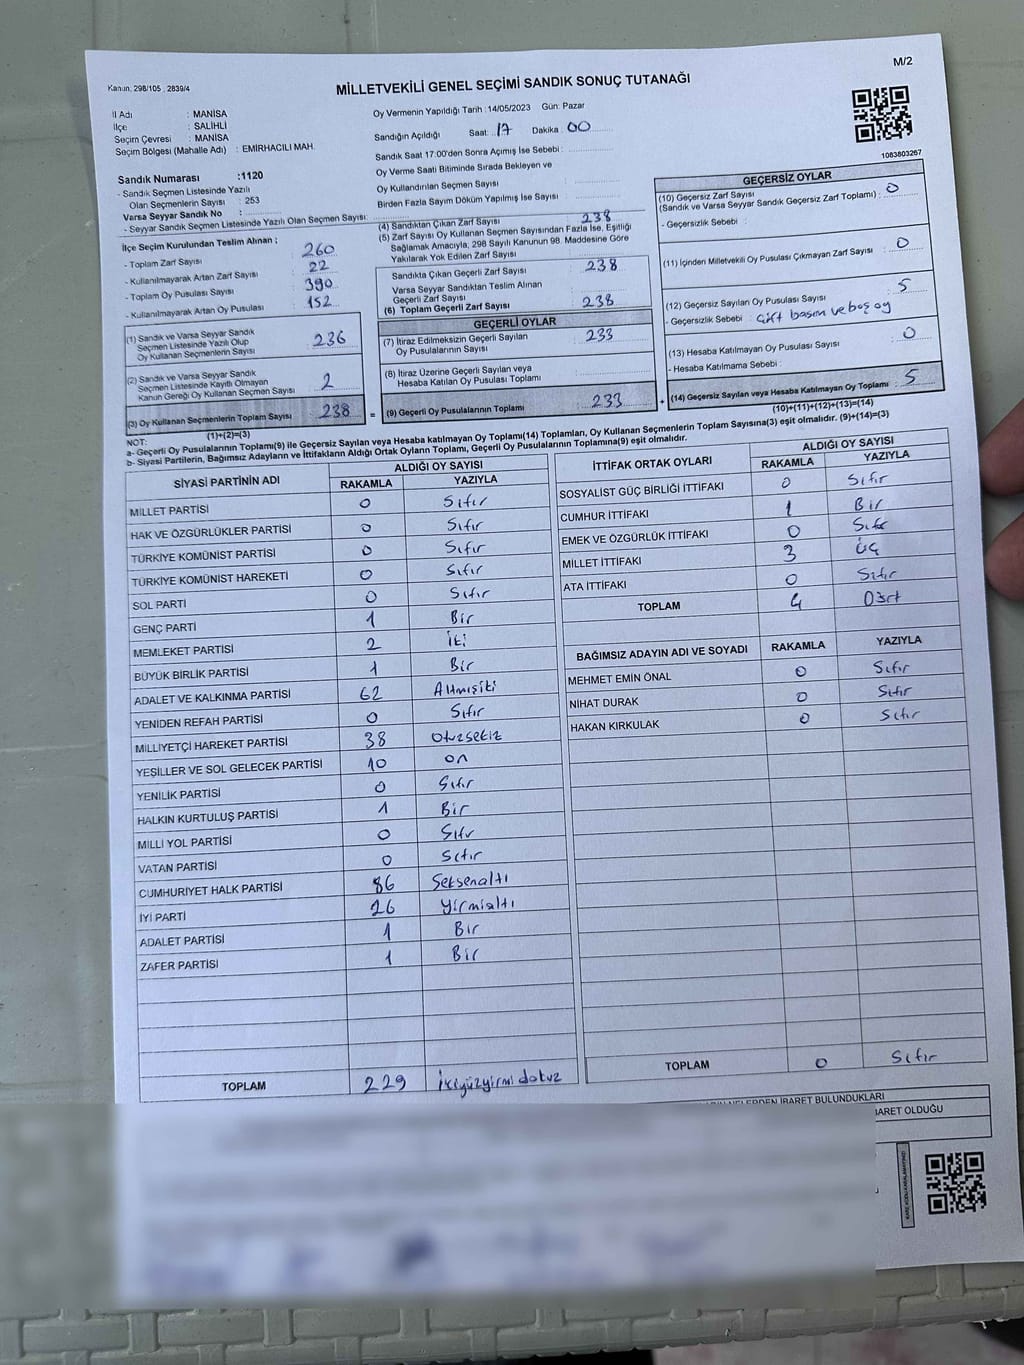 M/2
Kanun, 298/105 , 2839/4
MİLLETVEKİLİ GENEL SEÇİMİ SANDIK SONUÇ TUTANAĞI
İl Adı : MANİSA
İlçe : SALİHLİ
Seçim Çevresi : MANİSA
Seçim Bölgesi (Mahalle Adı) : EMİRHACILI MAH.
Sandık Numarası :1120
- Sandık Seçmen Listesinde Yazılı
Olan Seçmenlerin Sayısı : 253
Varsa Seyyar Sandık No :
- Seyyar Sandık Seçmen Listesinde Yazılı Olan Seçmen Sayısı:
Oy Vermenin Yapıldığı Tarih :14/05/2023 Gün: Pazar
Sandığın Açıldığı Saat: 17 Dakika: 00
Sandık Saat 17:00'den Sonra Açımış İse Sebebi :
Oy Verme Saati Bitiminde Sırada Bekleyen ve
Oy Kullandırılan Seçmen Sayısı :
Birden Fazla Sayım Döküm Yapılmış İse Sayısı :
1083803267
İlçe Seçim Kurulundan Teslim Alınan ;
- Toplam Zarf Sayısı : 260
- Kullanılmayarak Artan Zarf Sayısı : 22
- Toplam Oy Pusulası Sayısı : 390
- Kullanılmayarak Artan Oy Pusulası : 152
(1) Sandık ve Varsa Seyyar Sandık
Seçmen Listesinde Yazılı Olup
Oy Kullanan Seçmenlerin Sayısı : 236
(2) Sandık ve Varsa Seyyar Sandık
Seçmen Listesinde Kayıtlı Olmayan
Kanun Gereği Oy Kullanan Seçmen Sayısı : 2
(3) Oy Kullanan Seçmenlerin Toplam Sayısı 238 =
(1)+(2)=(3)
(4) Sandıktan Çıkan Zarf Sayısı : 238
(5) Zarf Sayısı Oy Kullanan Seçmen Sayısından Fazla İse, Eşitliği
Sağlamak Amacıyla, 298 Sayılı Kanunun 98. Maddesine Göre
Yakılarak Yok Edilen Zarf Sayısı :
Sandıkta Çıkan Geçerli Zarf Sayısı : 238
Varsa Seyyar Sandıktan Teslim Alınan
Geçerli Zarf Sayısı :
(6) Toplam Geçerli Zarf Sayısı : 238
GEÇERLİ OYLAR
(7) İtiraz Edilmeksizin Geçerli Sayılan
Oy Pusulalarının Sayısı : 233
(8) İtiraz Üzerine Geçerli Sayılan veya
Hesaba Katılan Oy Pusulası Toplamı :
(9) Geçerli Oy Pusulalarının Toplamı : 233 +
GEÇERSİZ OYLAR
(10) Geçersiz Zarf Sayısı
(Sandık ve Varsa Seyyar Sandık Geçersiz Zarf Toplamı) : 0
- Geçersizlik Sebebi :
(11) İçinden Milletvekili Oy Pusulası Çıkmayan Zarf Sayısı : 0
(12) Geçersiz Sayılan Oy Pusulası Sayısı : 5
- Geçersizlik Sebebi : Çift basım ve boş oy
(13) Hesaba Katılmayan Oy Pusulası Sayısı : 0
- Hesaba Katılmama Sebebi :
(14) Geçersiz Sayılan veya Hesaba Katılmayan Oy Toplamı : 5
(10)+(11)+(12)+(13)=(14)
NOT:
a- Geçerli Oy Pusulalarının Toplamı(9) ile Geçersiz Sayılan veya Hesaba katılmayan Oy Toplamı(14) Toplamları, Oy Kullanan Seçmenlerin Toplam Sayısına(3) eşit olmalıdır. (9)+(14)=(3)
b- Siyasi Partilerin, Bağımsız Adayların ve İttifakların Aldığı Ortak Oyların Toplamı, Geçerli Oy Pusulalarının Toplamına(9) eşit olmalıdır.
SİYASİ PARTİNİN ADI ALDIĞI OY SAYISI
RAKAMLA YAZIYLA
MİLLET PARTİSİ 0 Sıfır
HAK VE ÖZGÜRLÜKLER PARTİSİ 0 Sıfır
TÜRKİYE KOMÜNİST PARTİSİ 0 Sıfır
TÜRKİYE KOMÜNİST HAREKETİ 0 Sıfır
SOL PARTİ 0 Sıfır
GENÇ PARTİ 1 Bir
MEMLEKET PARTİSİ 2 İki
BÜYÜK BİRLİK PARTİSİ 1 Bir
ADALET VE KALKINMA PARTİSİ 62 Altmışiki
YENİDEN REFAH PARTİSİ 0 Sıfır
MİLLİYETÇİ HAREKET PARTİSİ 38 Otuzsekiz
YEŞİLLER VE SOL GELECEK PARTİSİ 10 on
YENİLİK PARTİSİ 0 Sıfır
HALKIN KURTULUŞ PARTİSİ 1 Bir
MİLLİ YOL PARTİSİ 0 Sıfır
VATAN PARTİSİ 0 Sıfır
CUMHURİYET HALK PARTİSİ 86 Seksenaltı
İYİ PARTİ 26 Yirmialtı
ADALET PARTİSİ 1 Bir
ZAFER PARTİSİ 1 Bir
TOPLAM 229 İkiyüzyirmi dokuz
İTTİFAK ORTAK OYLARI ALDIĞI OY SAYISI
RAKAMLA YAZIYLA
SOSYALİST GÜÇ BİRLİĞİ İTTİFAKI 0 Sıfır
CUMHUR İTTİFAKI 1 Bir
EMEK VE ÖZGÜRLÜK İTTİFAKI 0 Sıfır
MİLLET İTTİFAKI 3 üç
ATA İTTİFAKI 0 Sıfır
TOPLAM 4 Dört
BAĞIMSIZ ADAYIN ADI VE SOYADI RAKAMLA YAZIYLA
MEHMET EMİN ÖNAL 0 Sıfır
NİHAT DURAK 0 Sıfır
HAKAN KIRKULAK 0 Sıfır
TOPLAM 0 Sıfır
NELERDEN İBARET BULUNDUKLARI
İBARET OLDUĞU